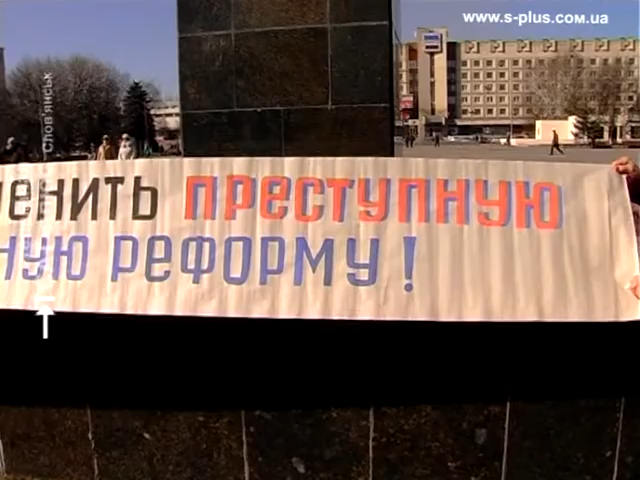 www.s-plus.com.ua
Слов'янськ
ЕНИТЬ ПРЕСТУПНУЮ
НУЮ РЕФОРМУ!